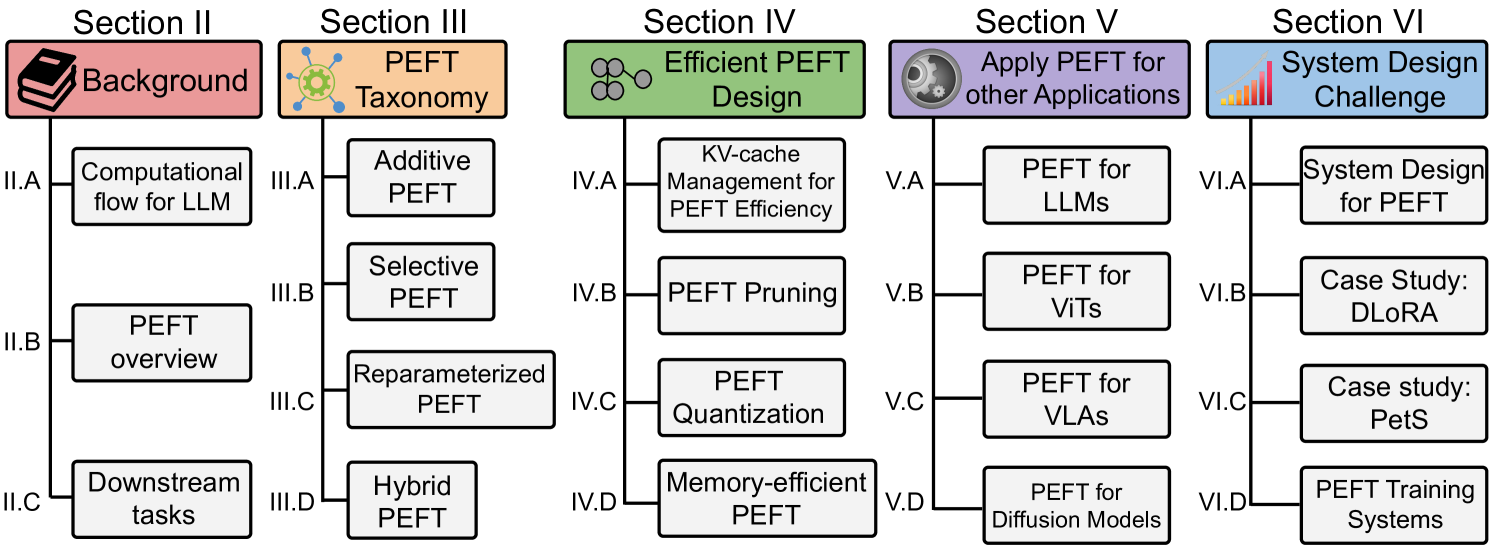 Section II
Background
II.A
Computational
flow for LLM
II.B
PEFT
overview
II.C
Downstream
tasks
Section III
PEFT
Taxonomy
III.A
Additive
PEFT
III.B
Selective
PEFT
III.C
Reparameterized
PEFT
III.D
Hybrid
PEFT
Section IV
Efficient PEFT
Design
IV.A
KV-cache
Management for
PEFT Efficiency
IV.B
PEFT Pruning
IV.C
PEFT
Quantization
IV.D
Memory-efficient
PEFT
Section V
Apply PEFT for
other Applications
V.A
PEFT for
LLMs
V.B
PEFT for
ViTs
V.C
PEFT for
VLAs
V.D
PEFT for
Diffusion Models
Section VI
System Design
Challenge
VI.A
System Design
for PEFT
VI.B
Case Study:
DLoRA
VI.C
Case study:
PetS
VI.D
PEFT Training
Systems